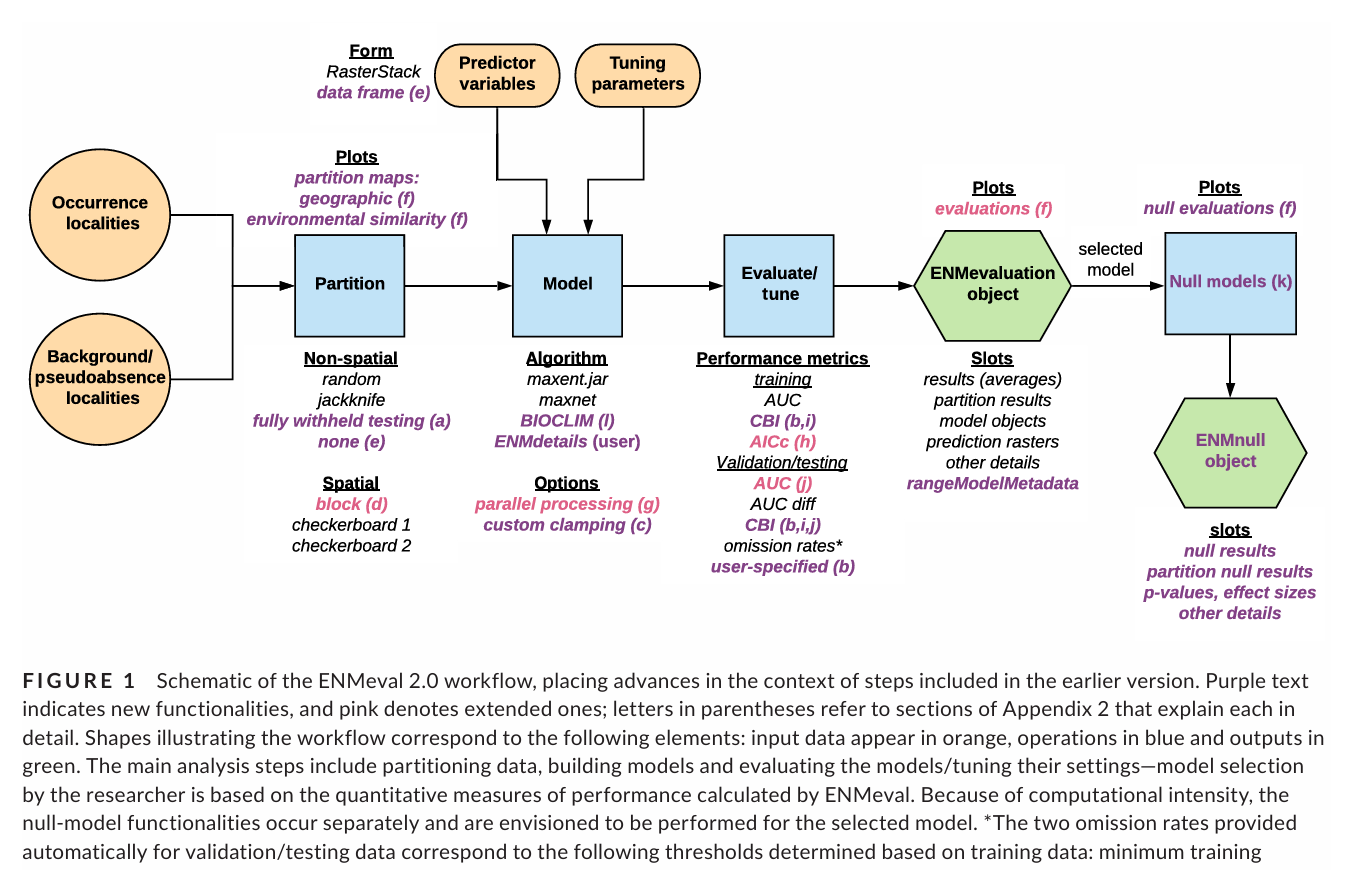 Form
RasterStack
data frame (e)
Predictor
variables
Tuning
parameters
Occurrence
localities
Background/
pseudoabsence
localities
Plots
partition maps:
geographic (f)
environmental similarity (f)
Partition
Non-spatial
random
jackknife
fully withheld testing (a)
none (e)
Spatial
block (d)
checkerboard 1
checkerboard 2
Model
Algorithm
maxent.jar
maxnet
BIOCLIM (l)
ENMdetails (user)
Options
parallel processing (g)
custom clamping (c)
Evaluate/
tune
Performance metrics
training
AUC
CBI (b,i)
AICc (h)
Validation/testing
AUC (j)
AUC diff
CBI (b,i,j)
omission rates*
user-specified (b)
Plots
evaluations (f)
ENMevaluation
object
Slots
results (averages)
partition results
model objects
prediction rasters
other details
rangeModelMetadata
selected
model
Plots
null evaluations (f)
Null models (k)
ENMnull
object
slots
null results
partition null results
p-values, effect sizes
other details
FIGURE 1 Schematic of the ENMeval 2.0 workflow, placing advances in the context of steps included in the earlier version. Purple text
indicates new functionalities, and pink denotes extended ones; letters in parentheses refer to sections of Appendix 2 that explain each in
detail. Shapes illustrating the workflow correspond to the following elements: input data appear in orange, operations in blue and outputs in
green. The main analysis steps include partitioning data, building models and evaluating the models/tuning their settings—model selection
by the researcher is based on the quantitative measures of performance calculated by ENMeval. Because of computational intensity, the
null-model functionalities occur separately and are envisioned to be performed for the selected model. *The two omission rates provided
automatically for validation/testing data correspond to the following thresholds determined based on training data: minimum training